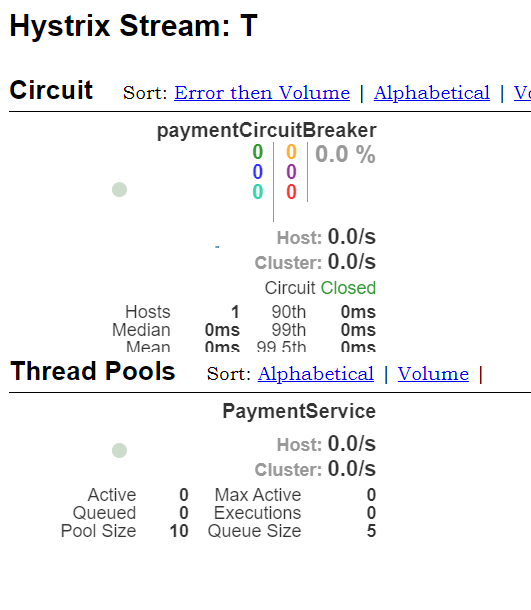 Hystrix Stream: T
Circuit Sort: Error then Volume | Alphabetical |
paymentCircuitBreaker
0 0 0.0 %
0 0
0 0
Host: 0.0/s
Cluster: 0.0/s
Circuit Closed
Hosts 1 90th 0ms
Median 0ms 99th 0ms
Mean 0ms 99.5th 0ms
Thread Pools Sort: Alphabetical | Volume |
PaymentService
Host: 0.0/s
Cluster: 0.0/s
Active 0 Max Active 0
Queued 0 Executions 0
Pool Size 10 Queue Size 5